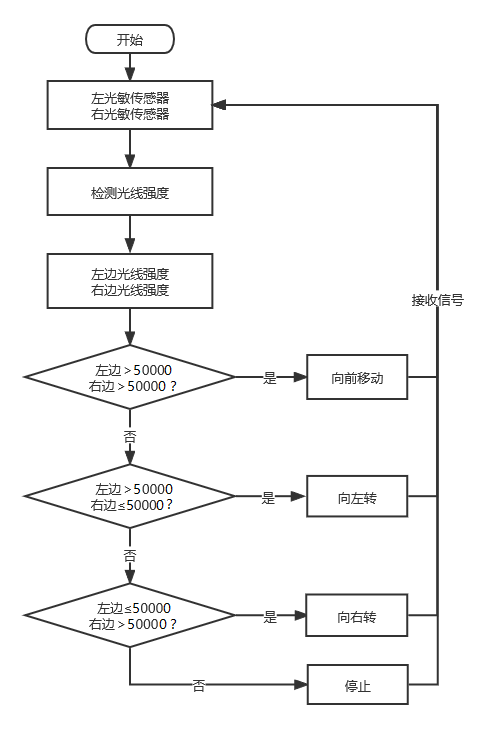 开始
左光敏传感器
右光敏传感器
检测光线强度
左边光线强度
右边光线强度
接收信号
左边>50000
右边>50000？
是
向前移动
否
左边>50000
右边≤50000？
是
向左转
否
左边≤50000
右边>50000？
是
向右转
否
停止